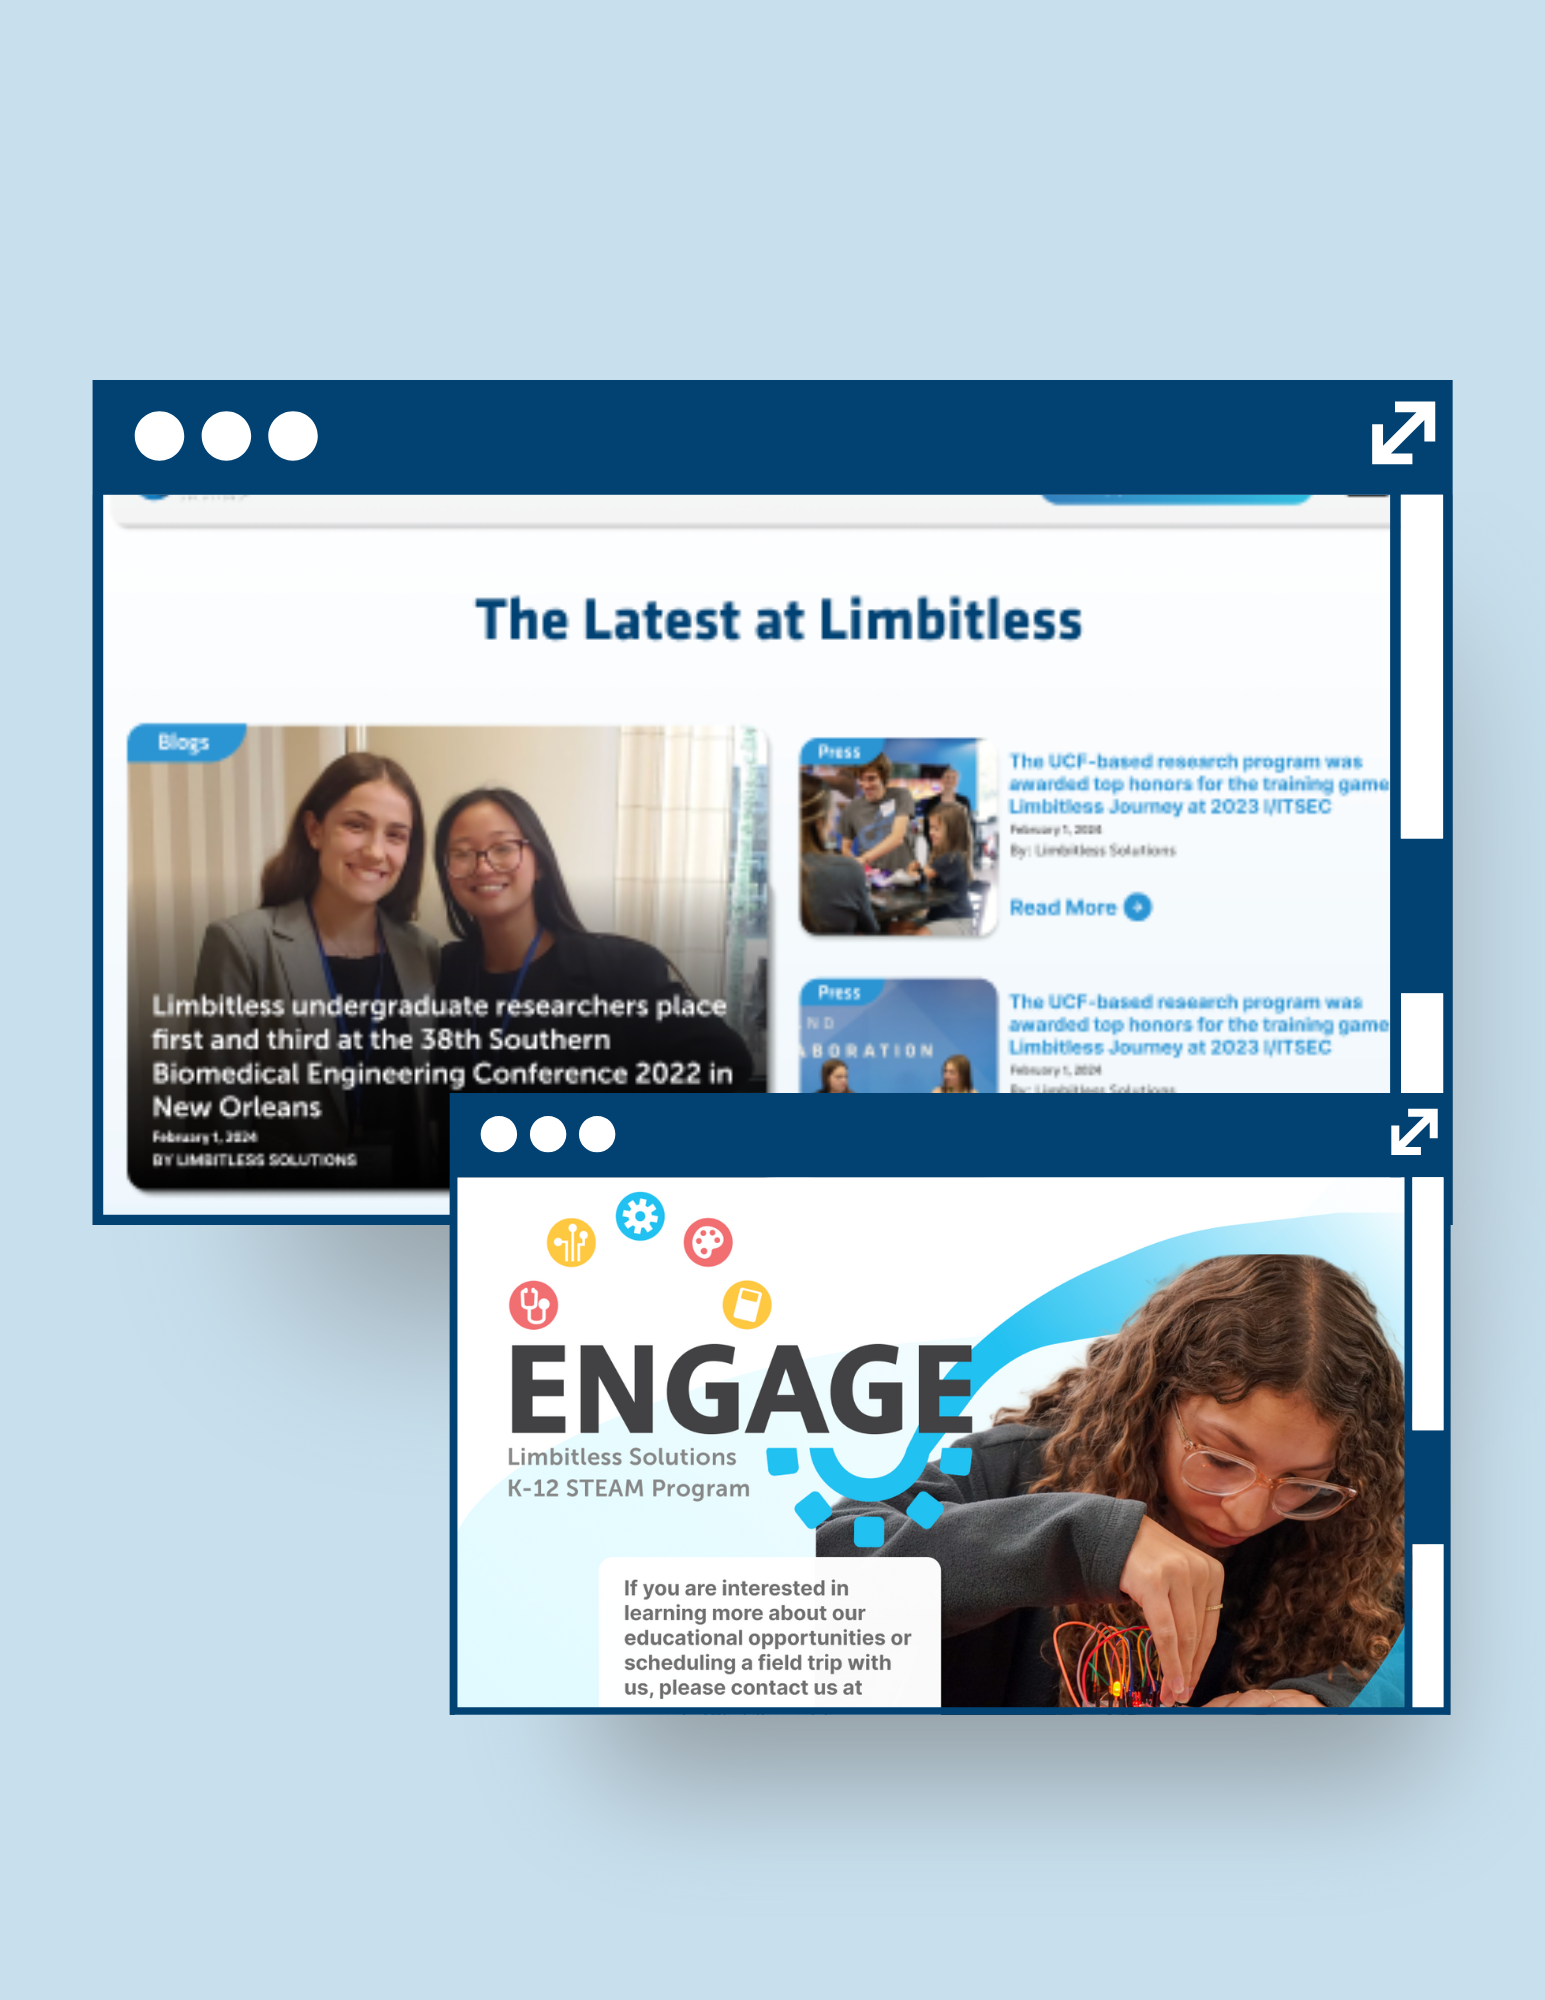 The Latest at Limbitless
Blogs
Limbitless undergraduate researchers place
first and third at the 38th Southern
Biomedical Engineering Conference 2022 in
New Orleans
February 1, 2024
BY LIMBITLESS SOLUTIONS
Press
The UCF-based research program was
awarded top honors for the training game
Limbitless Journey at 2023 I/ITSEC
February 1, 2024
By: Limbitless Solutions
Read More
Press
ND
ABORATION
The UCF-based research program was
awarded top honors for the training game
Limbitless Journey at 2023 I/ITSEC
February 1, 2024
By: Limbitless Solutions
ENGAGE
Limbitless Solutions
K-12 STEAM Program
If you are interested in
learning more about our
educational opportunities or
scheduling a field trip with
us, please contact us at